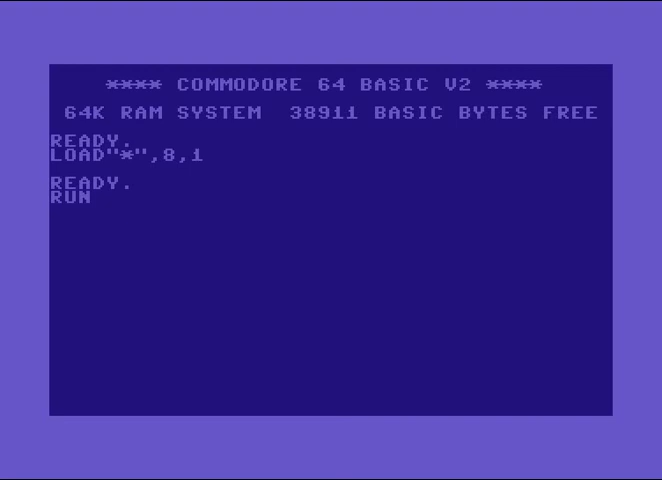 **** COMMODORE 64 BASIC V2 ****
64K RAM SYSTEM  38911 BASIC BYTES FREE
READY.
LOAD"*",8,1
READY.
RUN